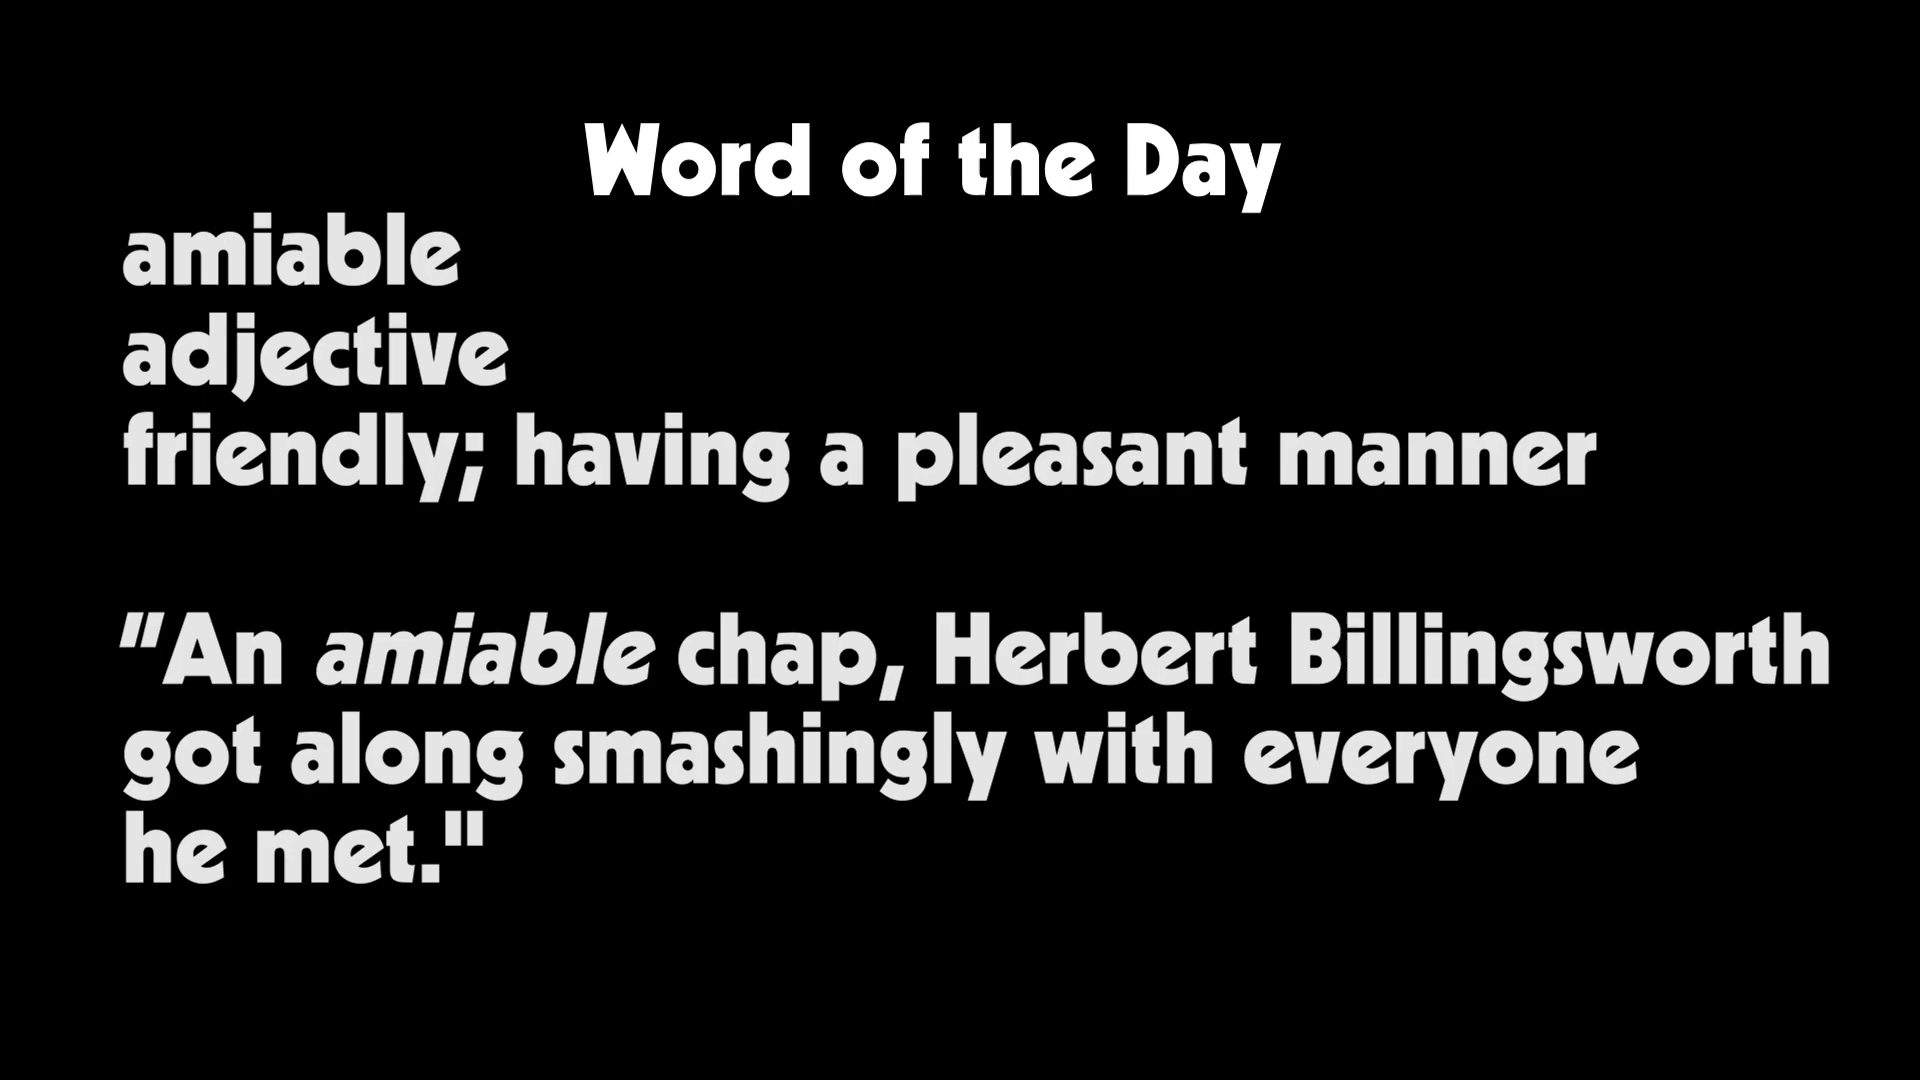 Word of the Day
amiable
adjective
friendly; having a pleasant manner
"An amiable chap, Herbert Billingsworth
got along smashingly with everyone
he met."